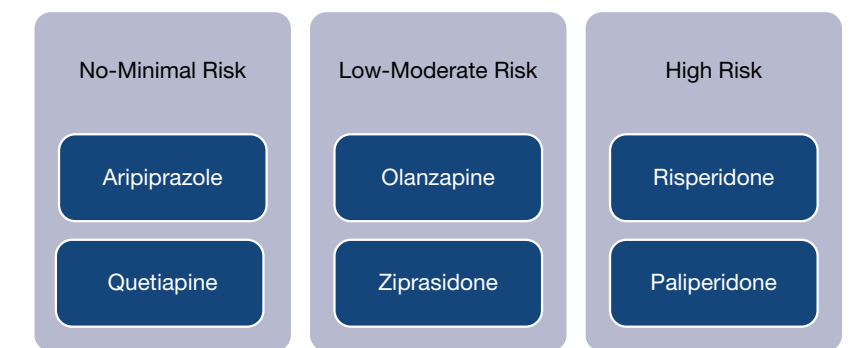 No-Minimal Risk
Aripiprazole
Quetiapine
Low-Moderate Risk
Olanzapine
Ziprasidone
High Risk
Risperidone
Paliperidone